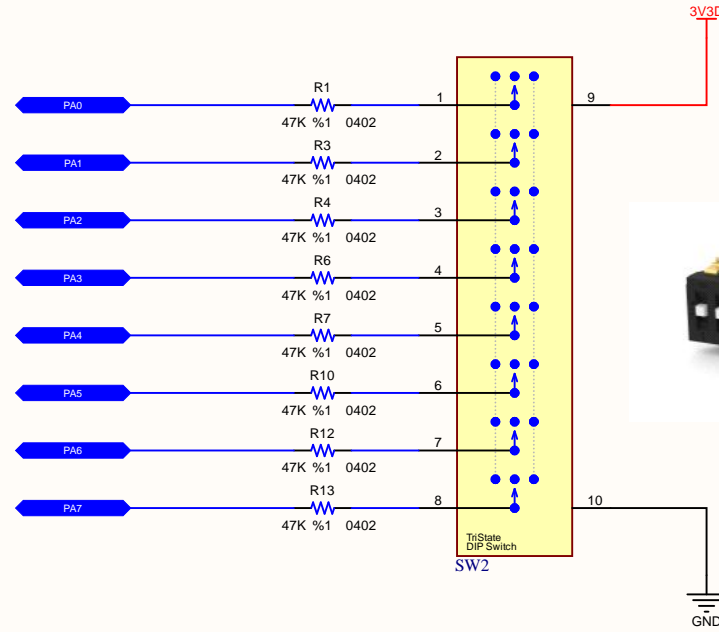 3V3D
R1
PA0
1
9
47K %1 0402
R3
PA1
2
47K %1 0402
R4
PA2
3
47K %1 0402
R6
PA3
4
47K %1 0402
R7
PA4
5
47K %1 0402
R10
PA5
6
47K %1 0402
R12
PA6
7
47K %1 0402
R13
PA7
8
10
47K %1 0402
TriState
DIP Switch
SW2
GND